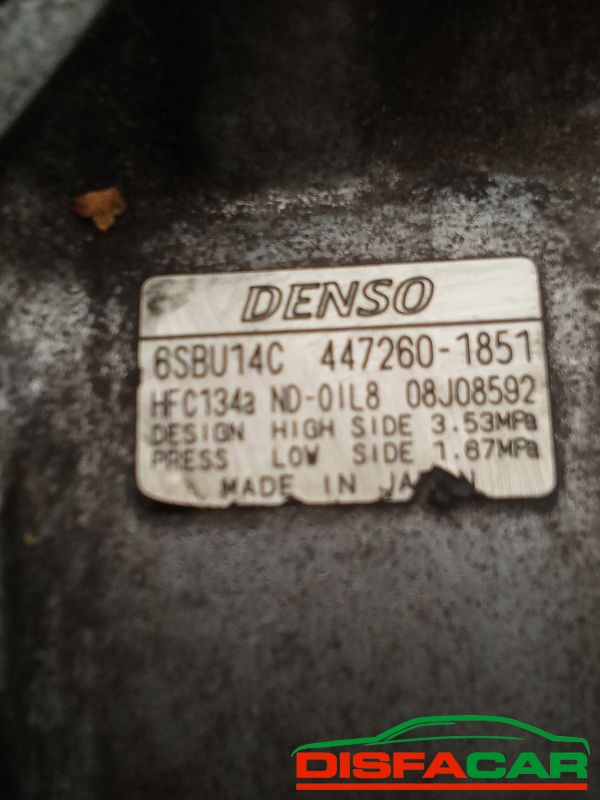 DENSO
6SBU14C 447260-1851
HFC134a ND-OIL8 08J08592
DESIGN HIGH SIDE 3.53MPa
PRESS LOW SIDE 1.67MPa
MADE IN JAPAN
DISFACAR